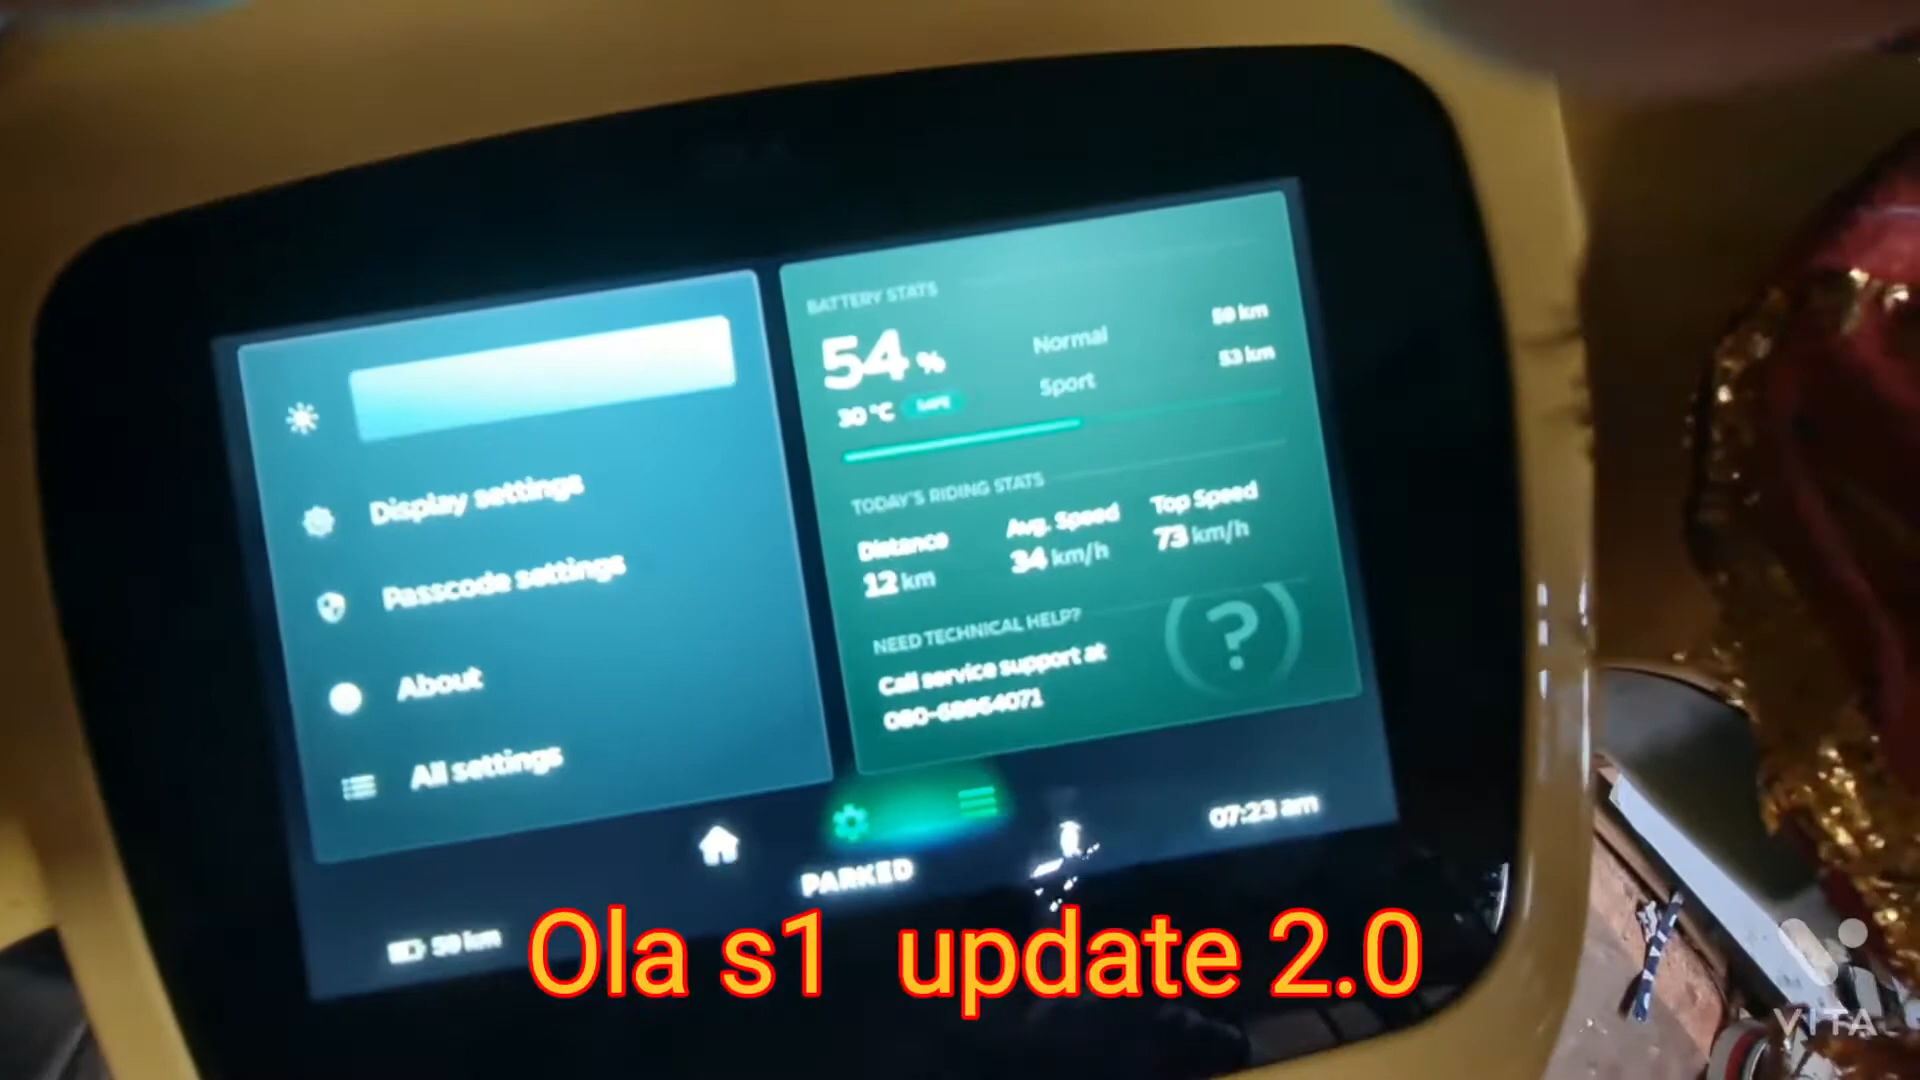 BATTERY STATS
54 %
Normal 59 km
30 °C SAFE
Sport 53 km
TODAY'S RIDING STATS
Distance
12 km
Avg. Speed
34 km/h
Top Speed
73 km/h
NEED TECHNICAL HELP?
Call service support at
080-68964071
?
Display settings
Passcode settings
About
All settings
PARKED
07:23 am
59 km
Ola s1 update 2.0
VITA